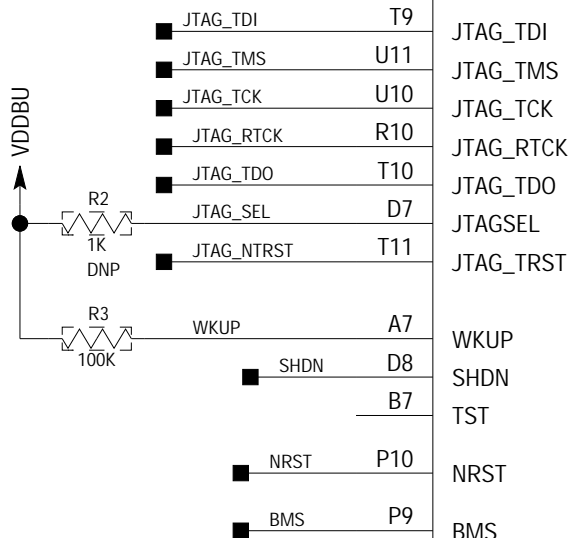 JTAG_TDI T9 JTAG_TDI
JTAG_TMS U11 JTAG_TMS
JTAG_TCK U10 JTAG_TCK
VDDBU
JTAG_RTCK R10 JTAG_RTCK
JTAG_TDO T10 JTAG_TDO
R2 JTAG_SEL D7 JTAGSEL
1K
DNP
JTAG_NTRST T11 JTAG_TRST
R3 WKUP A7 WKUP
100K
SHDN D8 SHDN
B7 TST
NRST P10 NRST
BMS P9 BMS